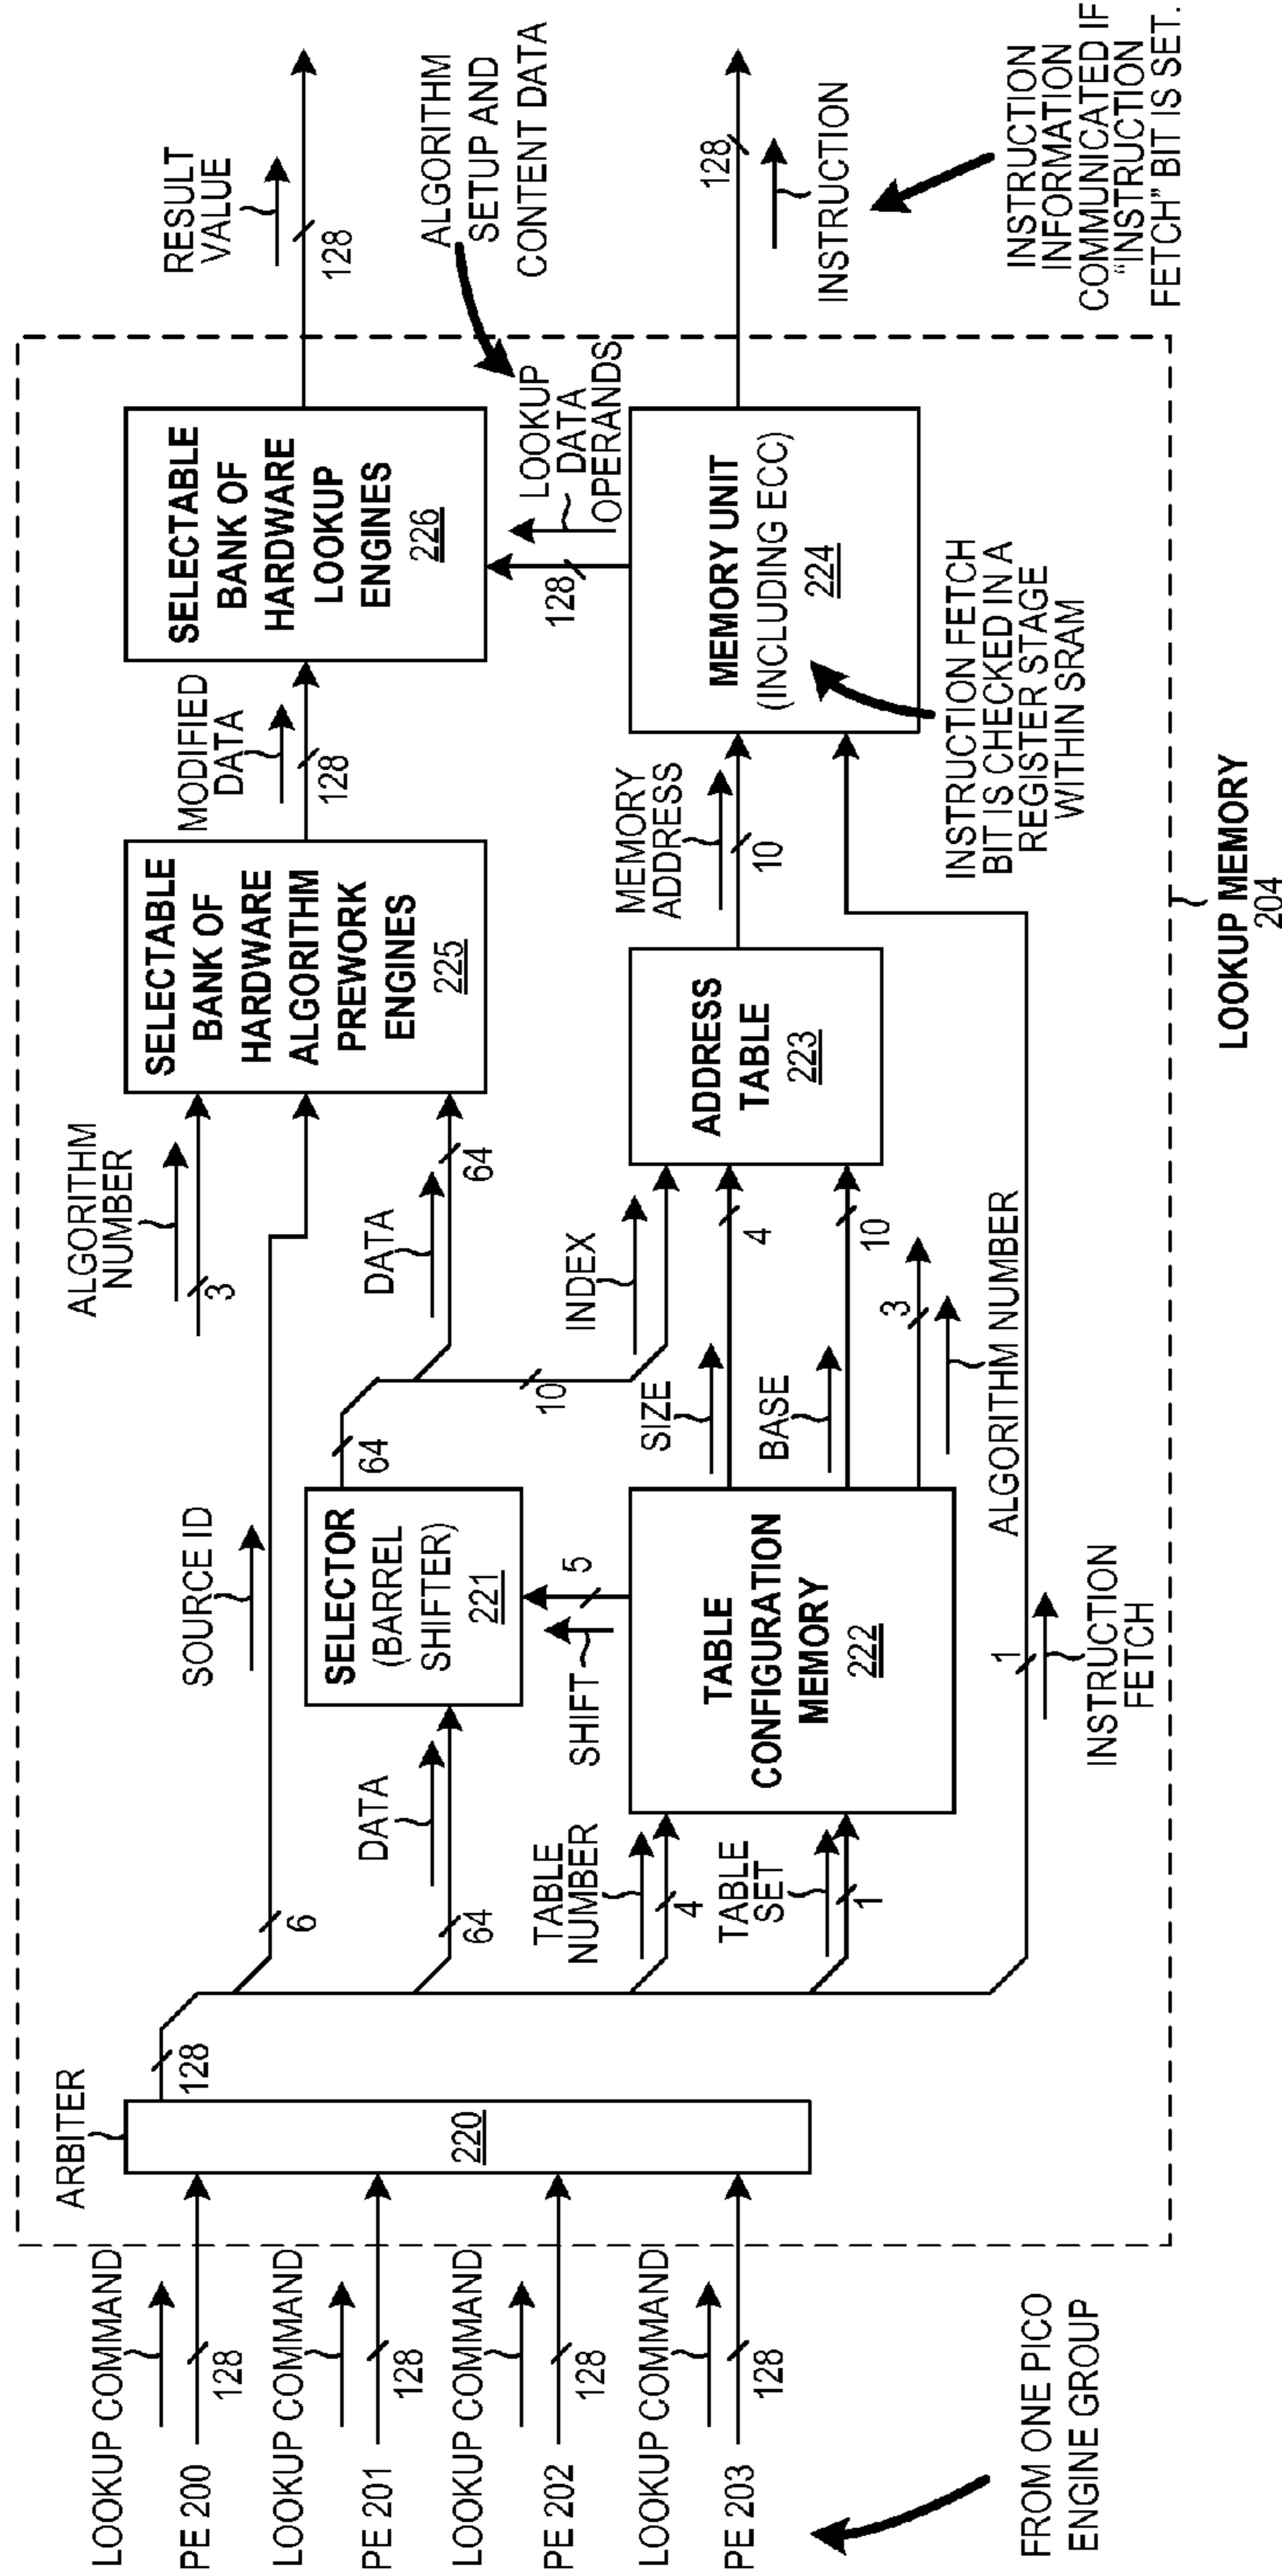 LOOKUP COMMAND
PE 200
128
LOOKUP COMMAND
PE 201
128
LOOKUP COMMAND
PE 202
128
LOOKUP COMMAND
PE 203
128
FROM ONE PICO
ENGINE GROUP
ARBITER
220
128
6
SOURCE ID
DATA
64
TABLE
NUMBER
4
TABLE
SET
1
SELECTOR
(BARREL
SHIFTER)
221
64
SHIFT
5
TABLE
CONFIGURATION
MEMORY
222
1
INSTRUCTION
FETCH
ALGORITHM
NUMBER
3
DATA
64
10
INDEX
SIZE
4
BASE
10
3
ALGORITHM NUMBER
SELECTABLE
BANK OF
HARDWARE
ALGORITHM
PREWORK
ENGINES
225
ADDRESS
TABLE
223
MODIFIED
DATA
128
MEMORY
ADDRESS
10
SELECTABLE
BANK OF
HARDWARE
LOOKUP
ENGINES
226
128
LOOKUP
DATA
OPERANDS
MEMORY UNIT
(INCLUDING ECC)
224
INSTRUCTION FETCH
BIT IS CHECKED IN A
REGISTER STAGE
WITHIN SRAM
RESULT
VALUE
128
ALGORITHM
SETUP AND
CONTENT DATA
128
INSTRUCTION
INSTRUCTION
INFORMATION
COMMUNICATED IF
“INSTRUCTION
FETCH” BIT IS SET.
LOOKUP MEMORY
204